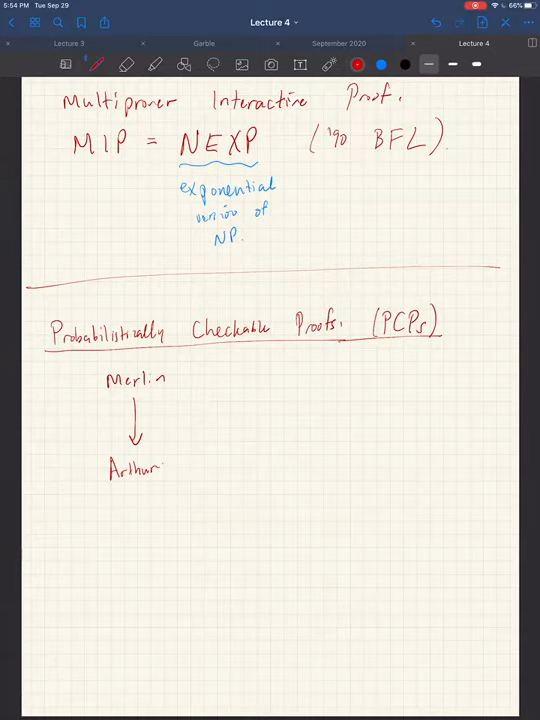 5:54 PM Tue Sep 29
66%
Lecture 4
Lecture 3
Garble
September 2020
Lecture 4
Multiprover Interactive Proof.
MIP = NEXP ('90 BFL).
exponential
version of
NP.
Probabilistically Checkable Proofs. (PCPs)
Merlin
Arthur